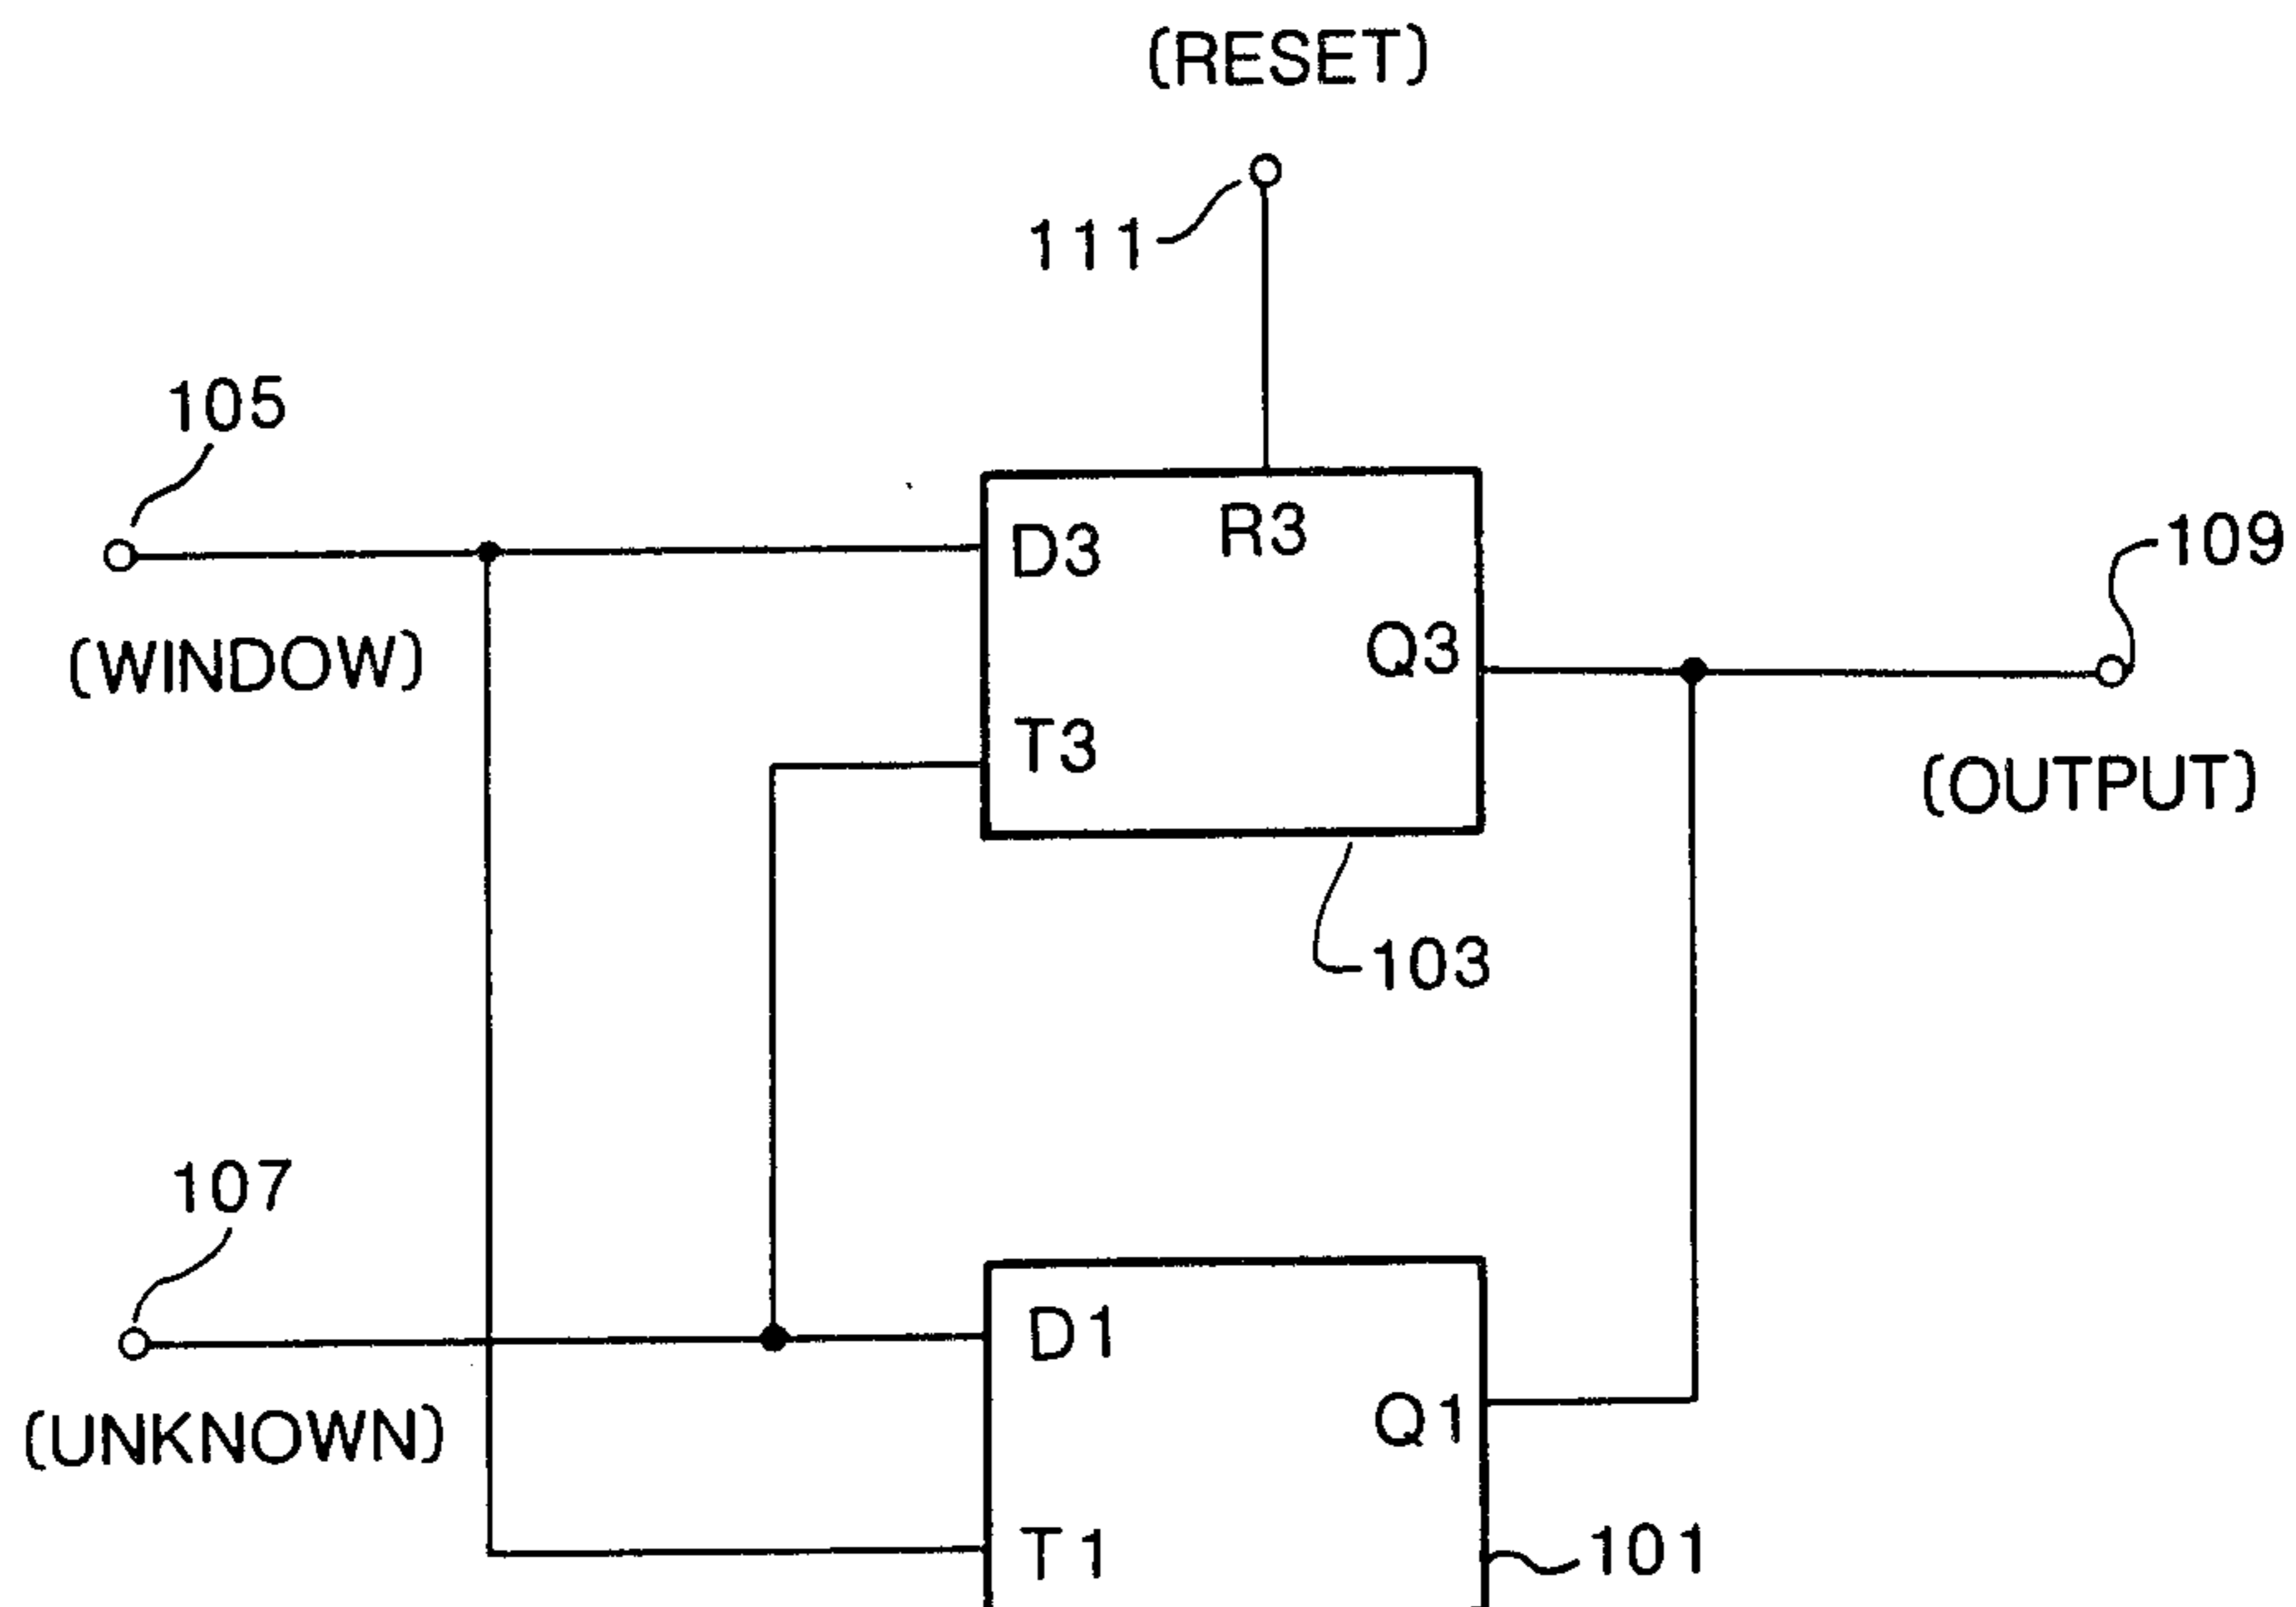 (RESET)
111
105
(WINDOW)
D3
R3
Q3
T3
109
(OUTPUT)
103
107
(UNKNOWN)
D1
Q1
T1
101